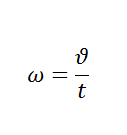 ω = ϑ/t